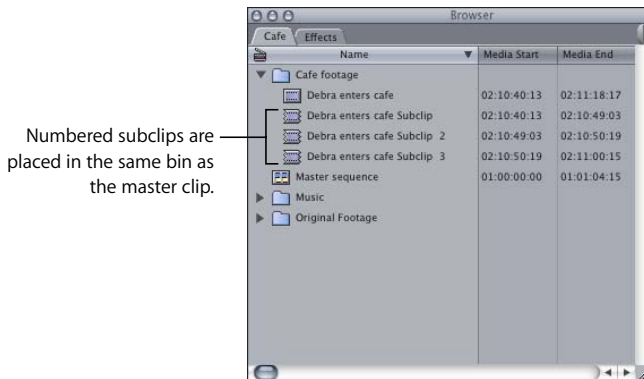 Browser
Cafe Effects
Name Media Start Media End
Cafe footage
Debra enters cafe 02:10:40:13 02:11:18:17
Debra enters cafe Subclip 02:10:40:13 02:10:49:03
Debra enters cafe Subclip 2 02:10:49:03 02:10:50:19
Debra enters cafe Subclip 3 02:10:50:19 02:11:00:15
Master sequence 01:00:00:00 01:01:04:15
Music
Original Footage
Numbered subclips are
placed in the same bin as
the master clip.